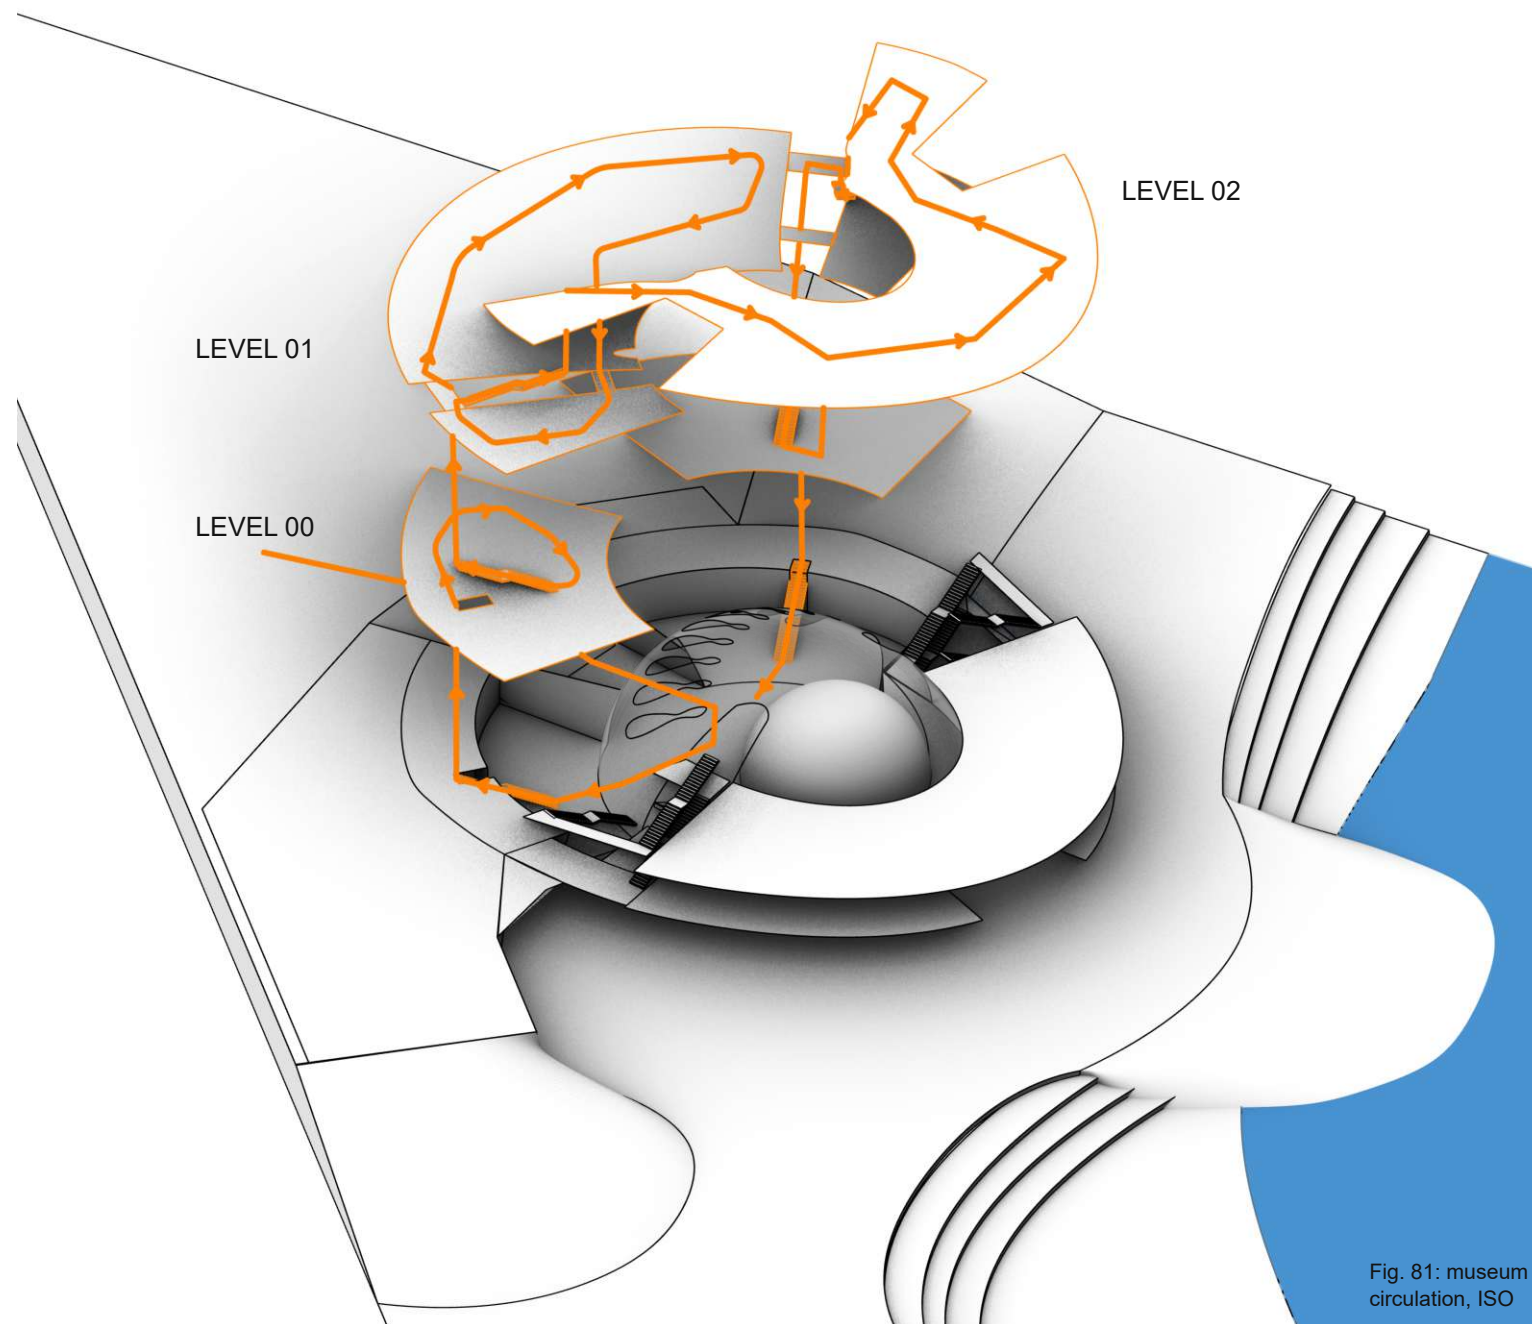 LEVEL 02
LEVEL 01
LEVEL 00
Fig. 81: museum
circulation, ISO